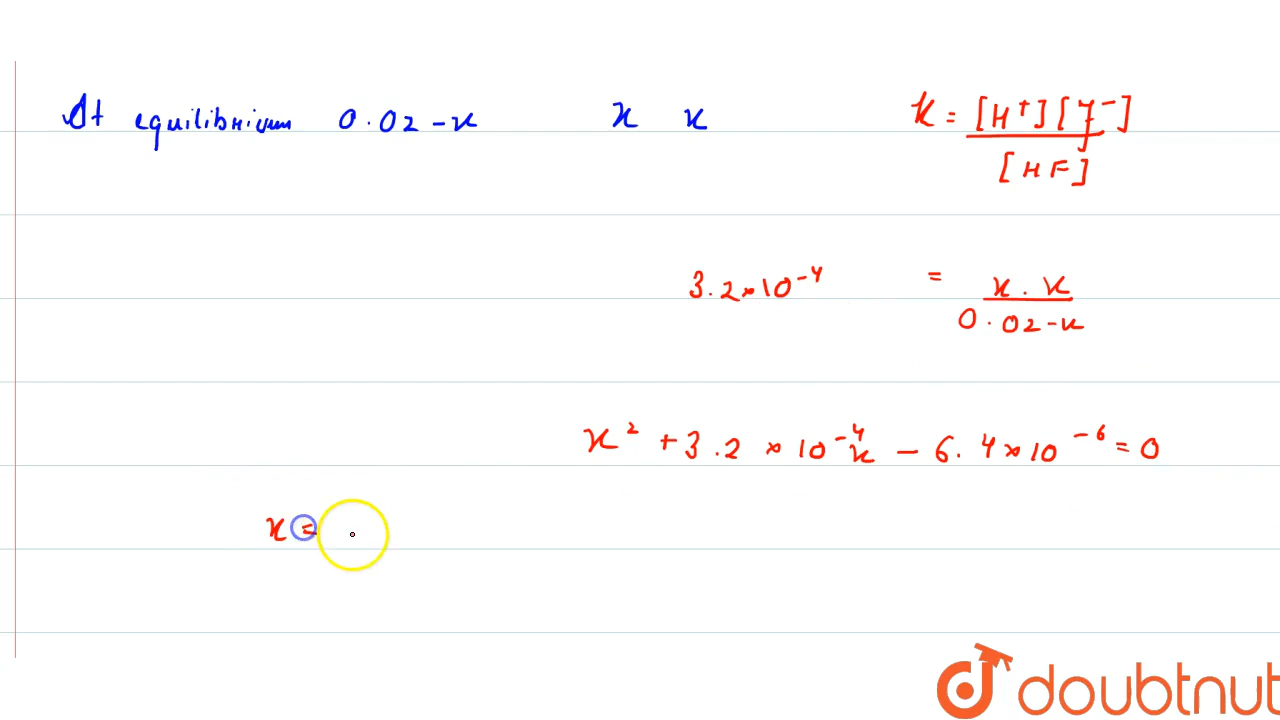 At equilibrium 0.02-x x x K = [H⁺][F⁻]
[HF]
3.2×10⁻⁴ = x . x
0.02-x
x² + 3.2 × 10⁻⁴x - 6.4×10⁻⁶ = 0
x =
doubtnut